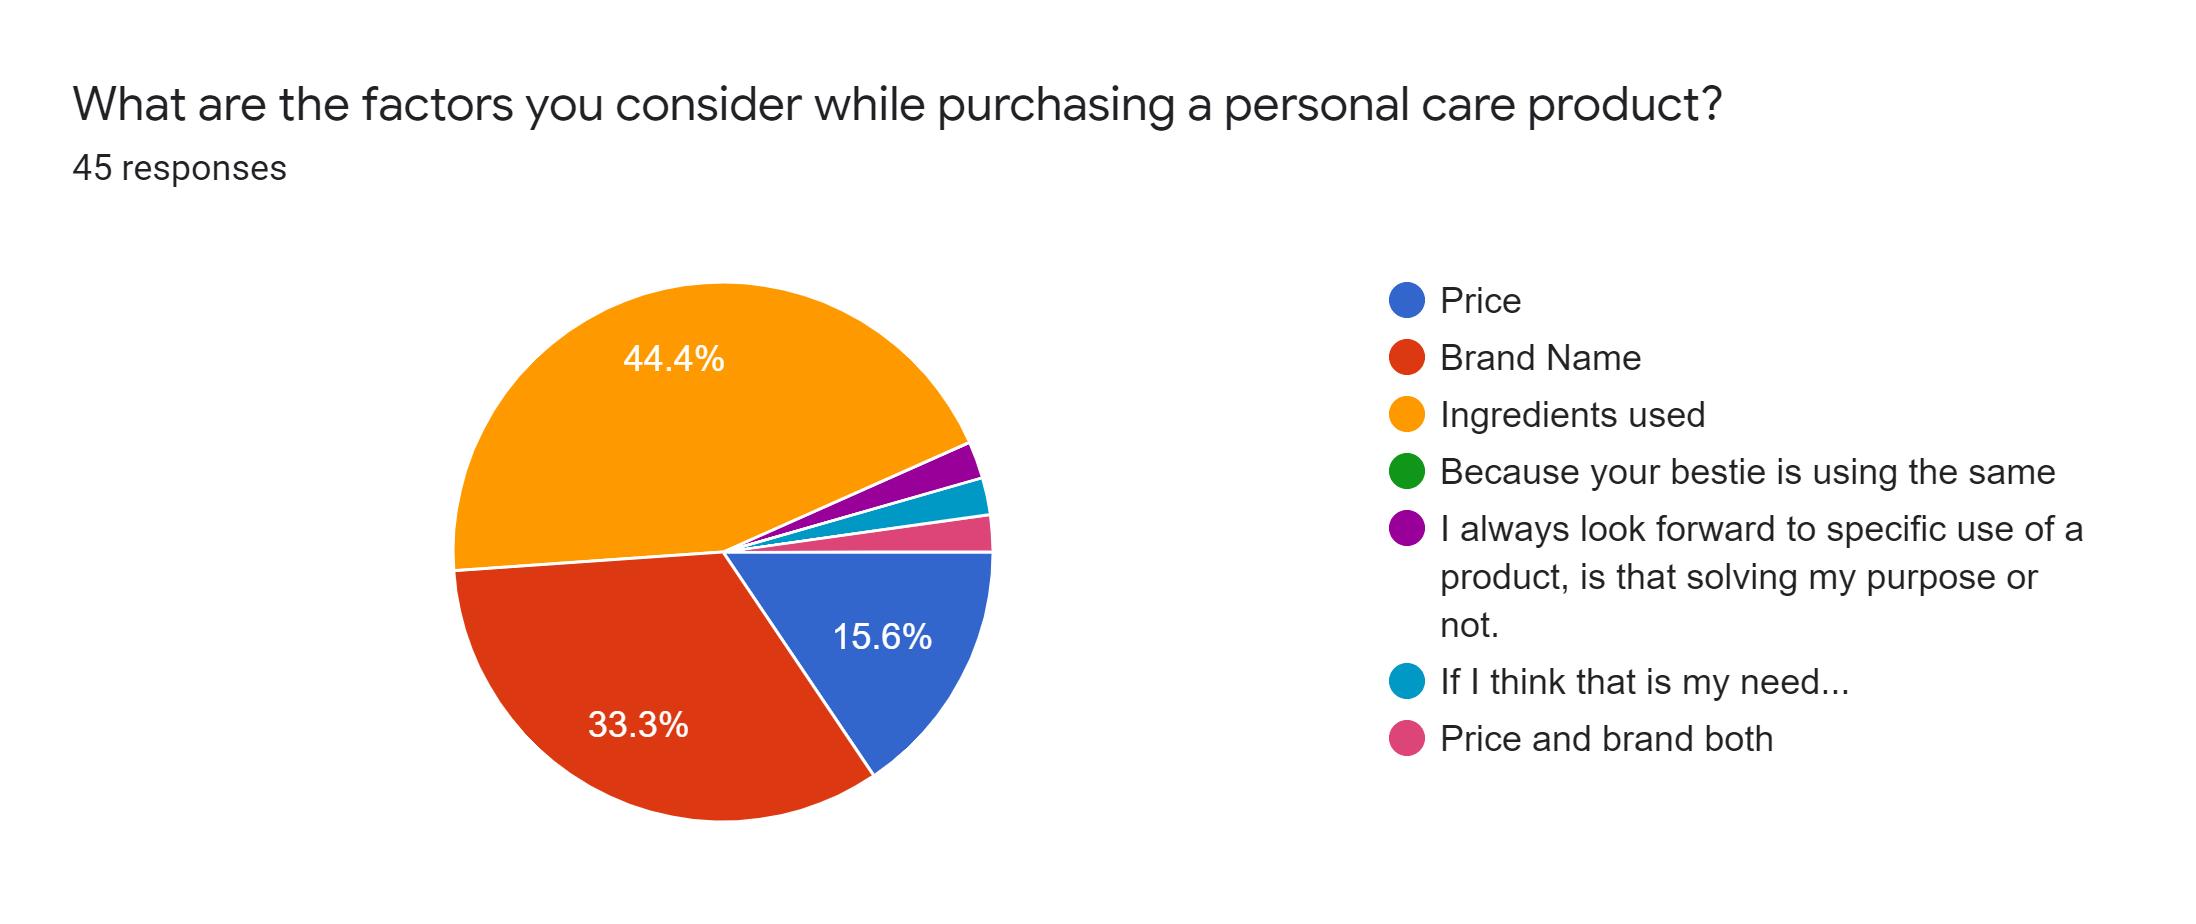 What are the factors you consider while purchasing a personal care product?
45 responses
44.4%
15.6%
33.3%
Price
Brand Name
Ingredients used
Because your bestie is using the same
I always look forward to specific use of a
product, is that solving my purpose or
not.
If I think that is my need...
Price and brand both